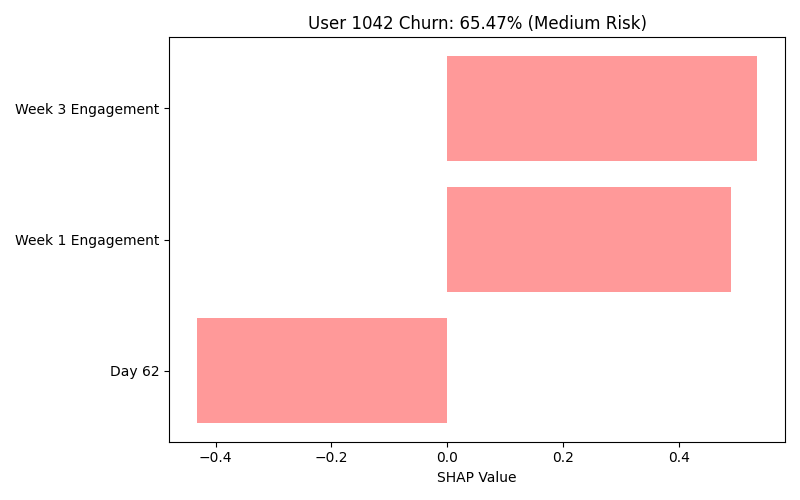 User 1042 Churn: 65.47% (Medium Risk)
Week 3 Engagement
Week 1 Engagement
Day 62
−0.4 −0.2 0.0 0.2 0.4
SHAP Value